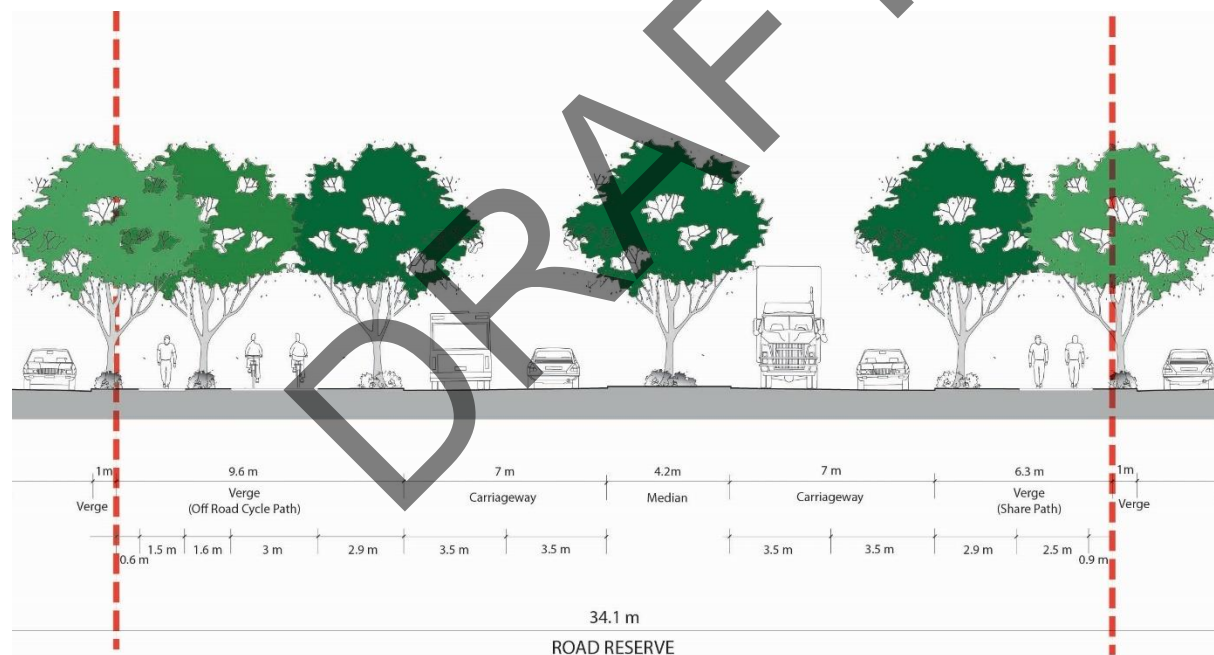 DRAFT
1m
9.6 m
7 m
4.2m
7 m
6.3 m
1m
Verge
Verge
(Off Road Cycle Path)
Carriageway
Median
Carriageway
Verge
(Share Path)
Verge
0.6 m
1.5 m
1.6 m
3 m
2.9 m
3.5 m
3.5 m
3.5 m
3.5 m
2.9 m
2.5 m
0.9 m
34.1 m
ROAD RESERVE